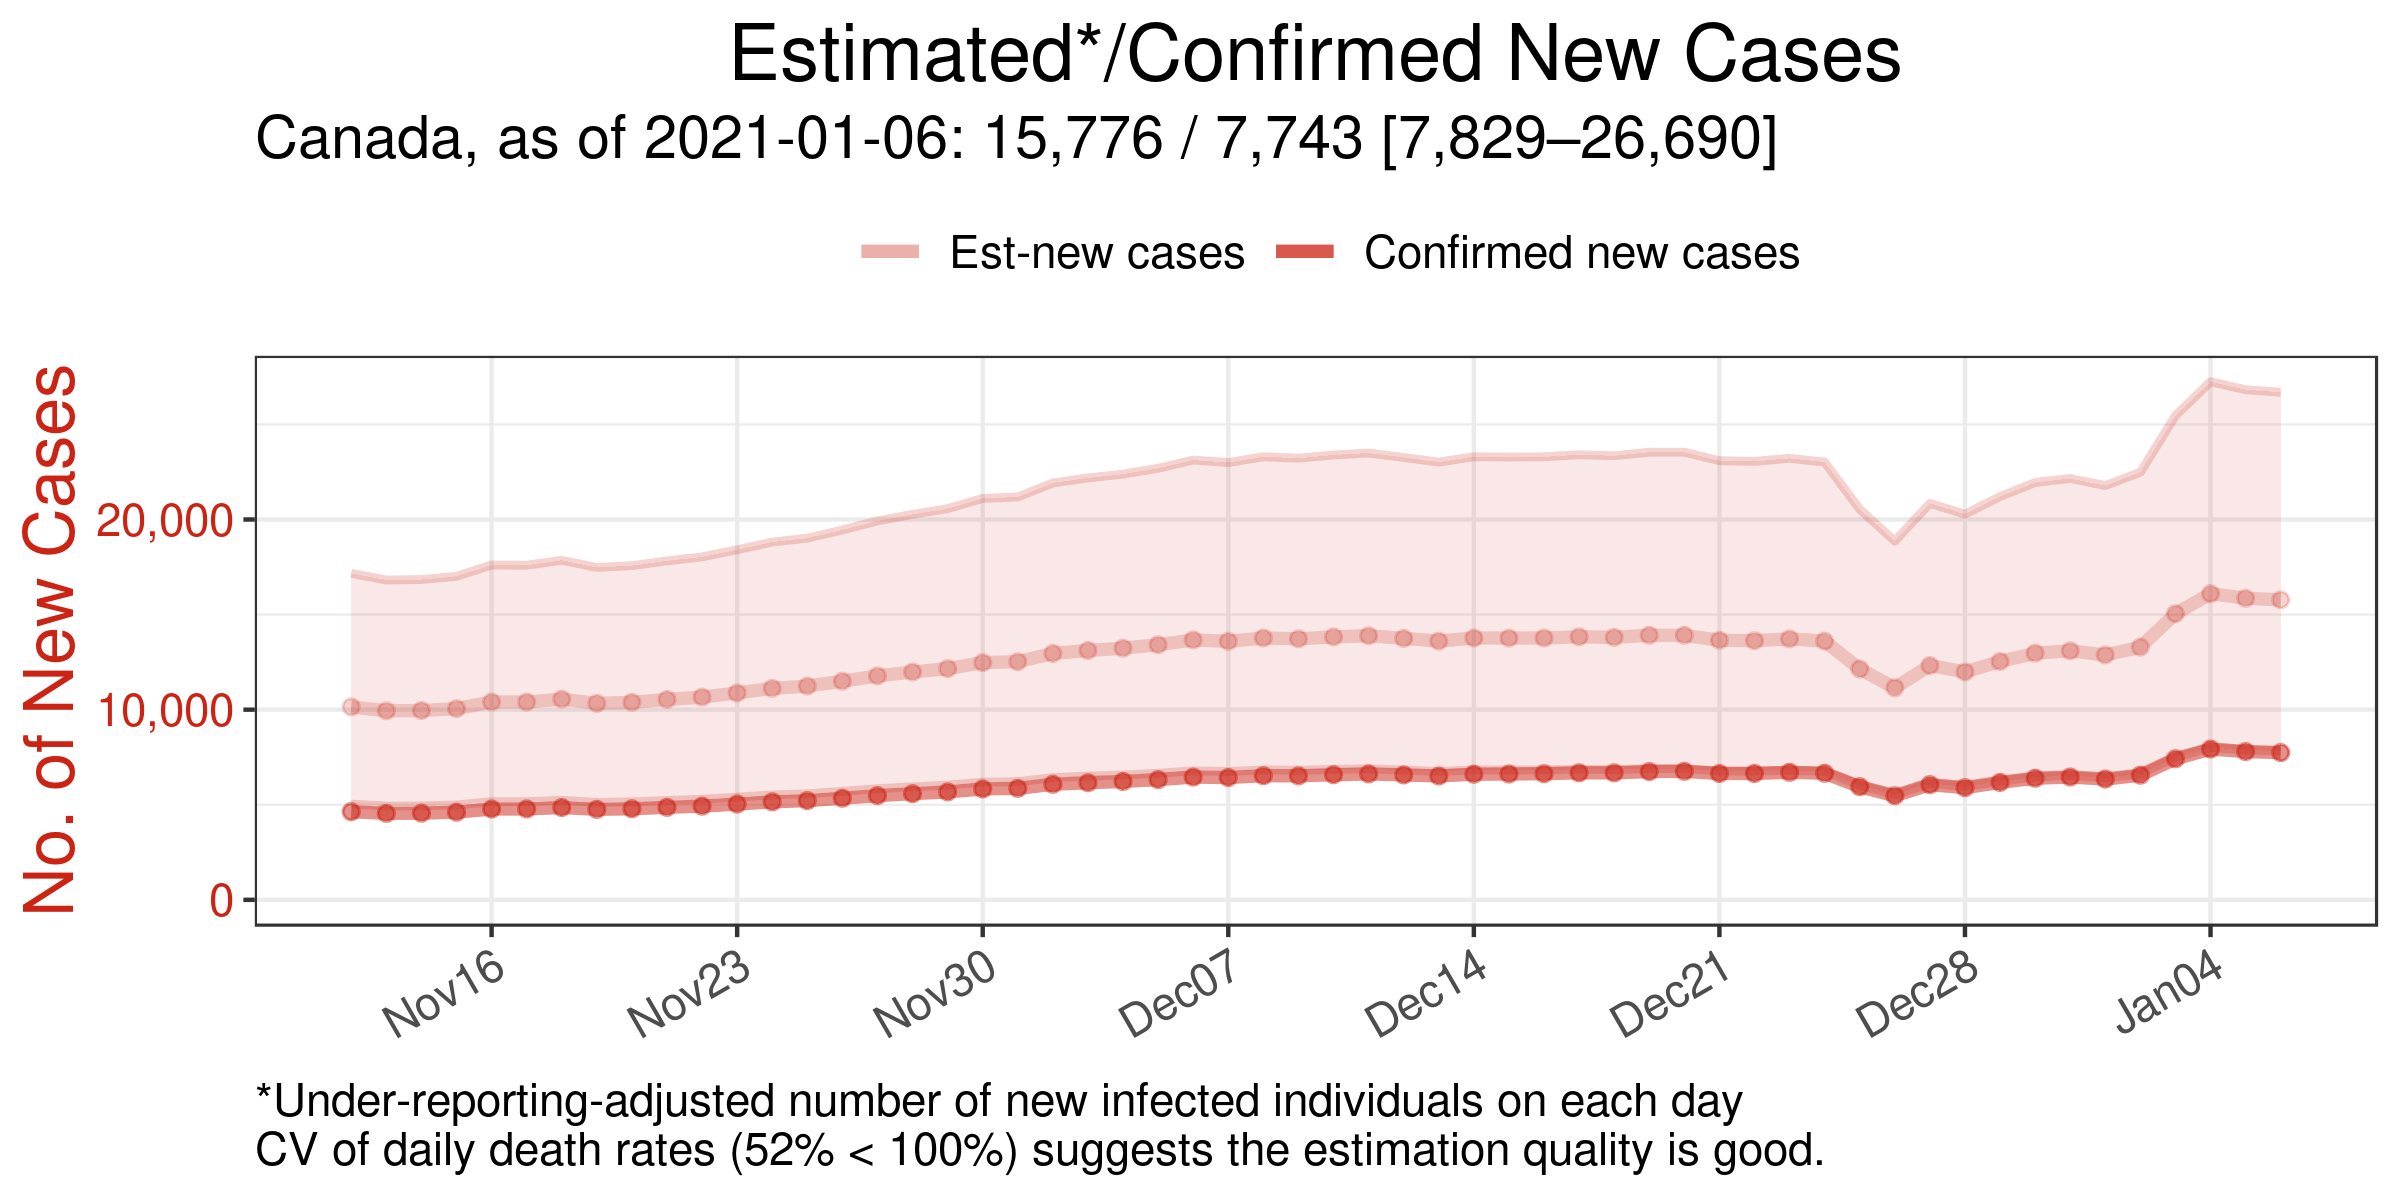 Estimated*/Confirmed New Cases
Canada, as of 2021-01-06: 15,776 / 7,743 [7,829–26,690]
Est-new cases
Confirmed new cases
No. of New Cases
20,000
10,000
0
Nov16
Nov23
Nov30
Dec07
Dec14
Dec21
Dec28
Jan04
*Under-reporting-adjusted number of new infected individuals on each day
CV of daily death rates (52% < 100%) suggests the estimation quality is good.